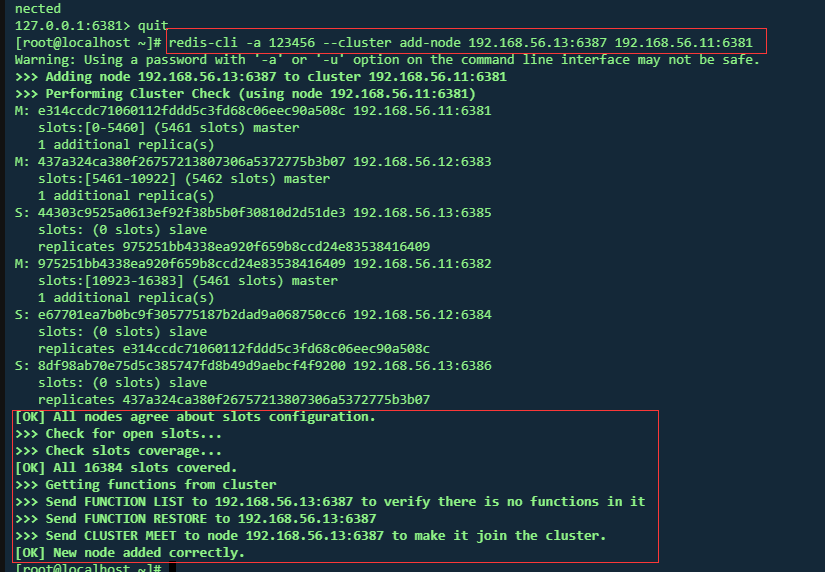 nected
127.0.0.1:6381> quit
[root@localhost ~]# redis-cli -a 123456 --cluster add-node 192.168.56.13:6387 192.168.56.11:6381
Warning: Using a password with '-a' or '-u' option on the command line interface may not be safe.
>>> Adding node 192.168.56.13:6387 to cluster 192.168.56.11:6381
>>> Performing Cluster Check (using node 192.168.56.11:6381)
M: e314ccdc71060112fddd5c3fd68c06eec90a508c 192.168.56.11:6381
   slots:[0-5460] (5461 slots) master
   1 additional replica(s)
M: 437a324ca380f26757213807306a5372775b3b07 192.168.56.12:6383
   slots:[5461-10922] (5462 slots) master
   1 additional replica(s)
S: 44303c9525a0613ef92f38b5b0f30810d2d51de3 192.168.56.13:6385
   slots: (0 slots) slave
   replicates 975251bb4338ea920f659b8ccd24e83538416409
M: 975251bb4338ea920f659b8ccd24e83538416409 192.168.56.11:6382
   slots:[10923-16383] (5461 slots) master
   1 additional replica(s)
S: e67701ea7b0bc9f305775187b2dad9a068750cc6 192.168.56.12:6384
   slots: (0 slots) slave
   replicates e314ccdc71060112fddd5c3fd68c06eec90a508c
S: 8df98ab70e75d5c385747fd8b49d9aebcf4f9200 192.168.56.13:6386
   slots: (0 slots) slave
   replicates 437a324ca380f26757213807306a5372775b3b07
[OK] All nodes agree about slots configuration.
>>> Check for open slots...
>>> Check slots coverage...
[OK] All 16384 slots covered.
>>> Getting functions from cluster
>>> Send FUNCTION LIST to 192.168.56.13:6387 to verify there is no functions in it
>>> Send FUNCTION RESTORE to 192.168.56.13:6387
>>> Send CLUSTER MEET to node 192.168.56.13:6387 to make it join the cluster.
[OK] New node added correctly.
[root@localhost ~]#